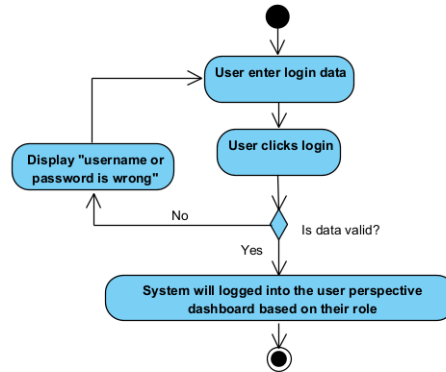 User enter login data
User clicks login
Display "username or
password is wrong"
No
Is data valid?
Yes
System will logged into the user perspective
dashboard based on their role